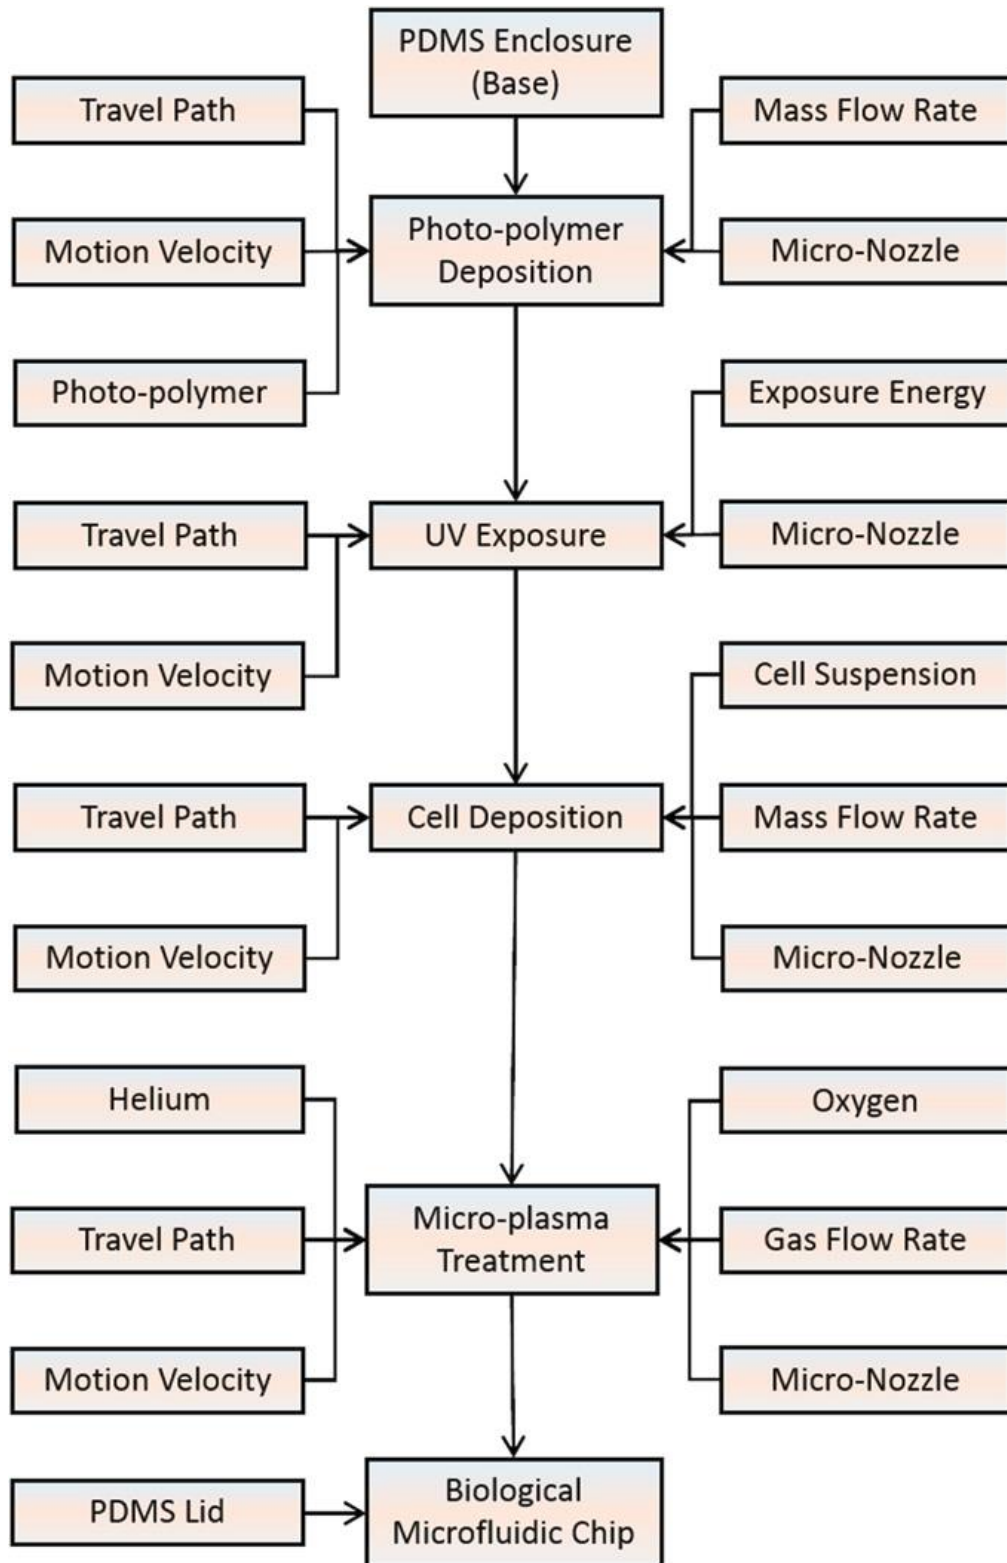 PDMS Enclosure
(Base)
Travel Path
Mass Flow Rate
Photo-polymer
Deposition
Motion Velocity
Micro-Nozzle
Photo-polymer
Exposure Energy
Travel Path
UV Exposure
Micro-Nozzle
Motion Velocity
Cell Suspension
Travel Path
Cell Deposition
Mass Flow Rate
Motion Velocity
Micro-Nozzle
Helium
Oxygen
Travel Path
Micro-plasma
Treatment
Gas Flow Rate
Motion Velocity
Micro-Nozzle
PDMS Lid
Biological
Microfluidic Chip